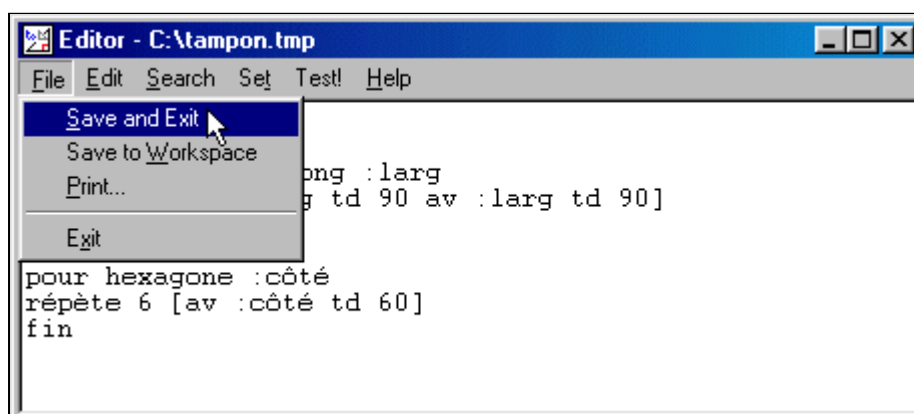 Editor - C:\tampon.tmp
File Edit Search Set Test! Help
Save and Exit
Save to Workspace
Print...
Exit
:larg
td 90 av :larg td 90]
pour hexagone :côté
répète 6 [av :côté td 60]
fin